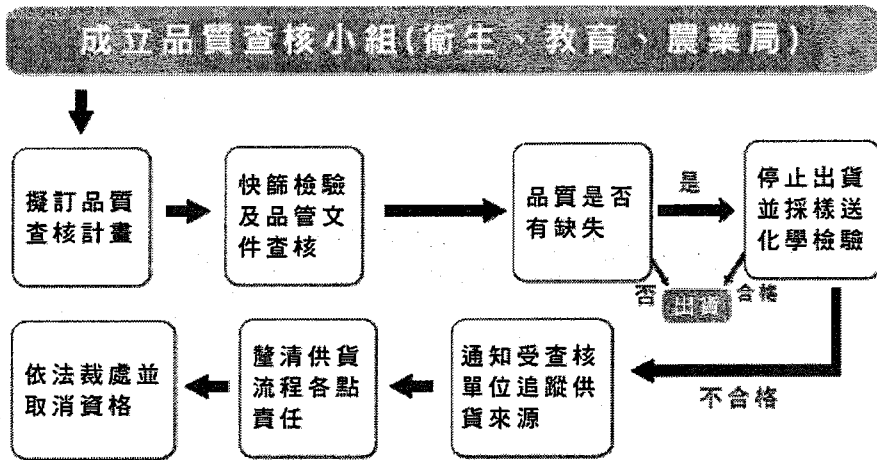 成立品質查核小組(衛生、教育、農業局)
擬訂品質
查核計畫
快篩檢驗
及品管文
件查核
品質是否
有缺失
是
停止出貨
並採樣送
化學檢驗
否
出貨
合格
不合格
通知受查核
單位追蹤供
貨來源
釐清供貨
流程各點
責任
依法裁處並
取消資格